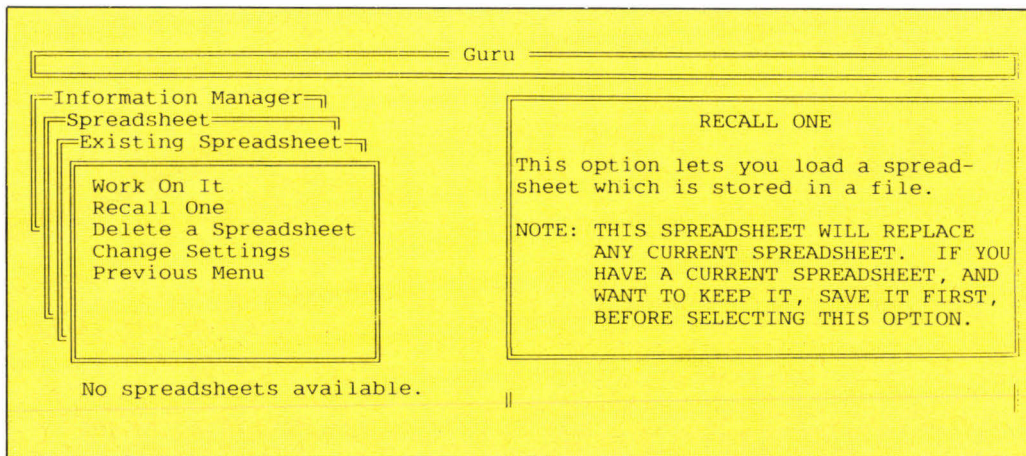 Guru
Information Manager
Spreadsheet
Existing Spreadsheet
Work On It
Recall One
Delete a Spreadsheet
Change Settings
Previous Menu
No spreadsheets available.
RECALL ONE
This option lets you load a spread-
sheet which is stored in a file.
NOTE: THIS SPREADSHEET WILL REPLACE
ANY CURRENT SPREADSHEET. IF YOU
HAVE A CURRENT SPREADSHEET, AND
WANT TO KEEP IT, SAVE IT FIRST,
BEFORE SELECTING THIS OPTION.